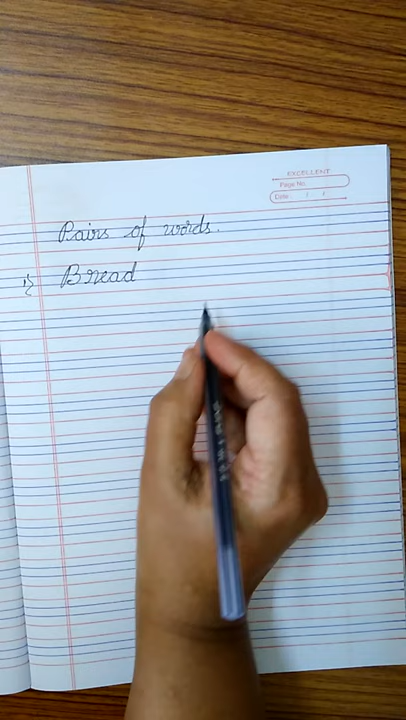 EXCELLENT
Page No.
Date / /
Pairs of words.
1) Bread